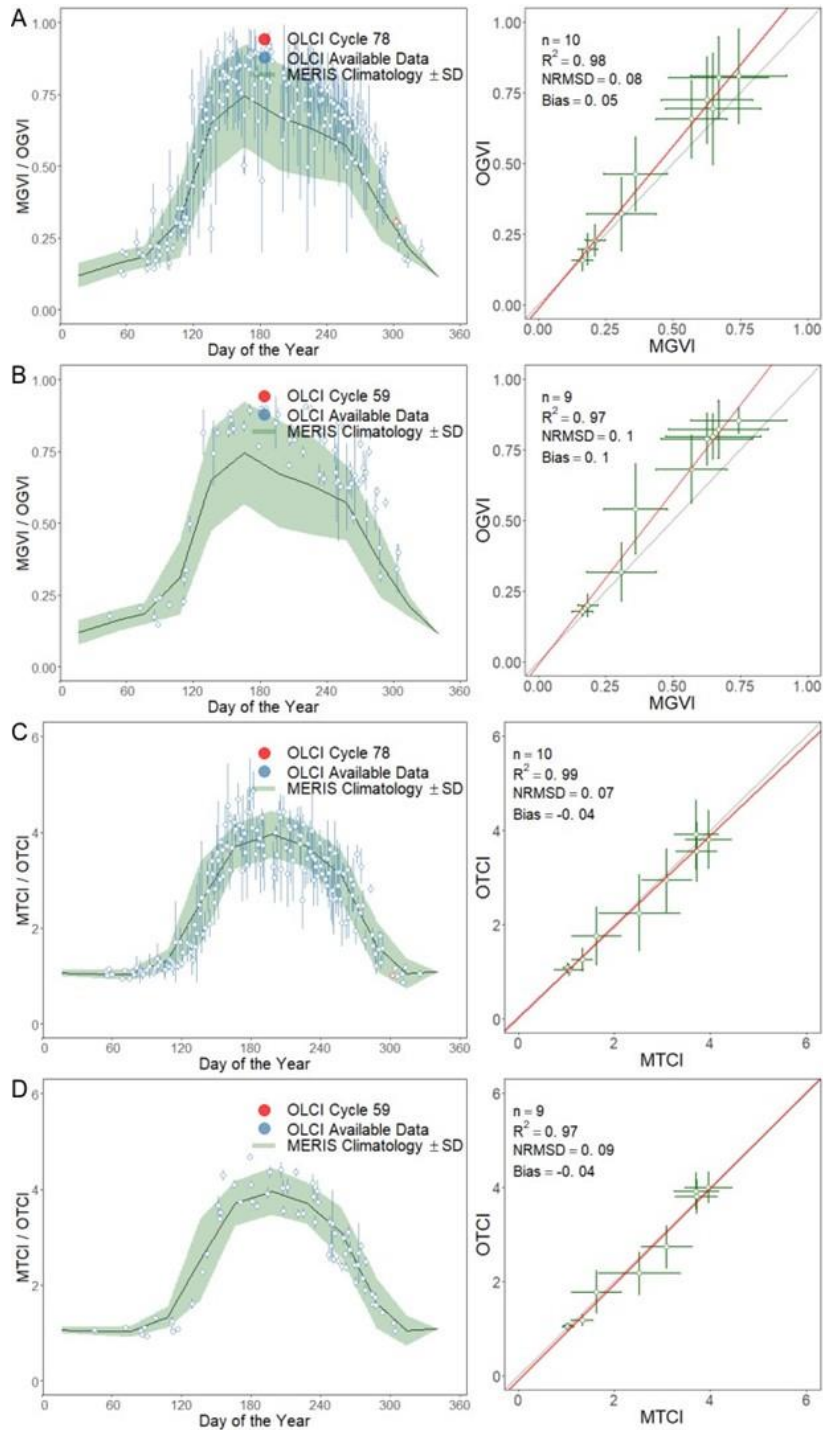 A
MGVI / OGVI
1.00
0.75
0.50
0.25
0.00
OLCI Cycle 78
OLCI Available Data
MERIS Climatology ± SD
0
60
120
180
240
300
360
Day of the Year
OGVI
1.00
0.75
0.50
0.25
0.00
n = 10
R² = 0. 98
NRMSD = 0. 08
Bias = 0. 05
0.00
0.25
0.50
0.75
1.00
MGVI
B
MGVI / OGVI
1.00
0.75
0.50
0.25
0.00
OLCI Cycle 59
OLCI Available Data
MERIS Climatology ± SD
0
60
120
180
240
300
360
Day of the Year
OGVI
1.00
0.75
0.50
0.25
0.00
n = 9
R² = 0. 97
NRMSD = 0. 1
Bias = 0. 1
0.00
0.25
0.50
0.75
1.00
MGVI
C
MTCI / OTCI
6
4
2
0
OLCI Cycle 78
OLCI Available Data
MERIS Climatology ± SD
0
60
120
180
240
300
360
Day of the Year
OTCI
6
4
2
0
n = 10
R² = 0. 99
NRMSD = 0. 07
Bias = -0. 04
0
2
4
6
MTCI
D
MTCI / OTCI
6
4
2
0
OLCI Cycle 59
OLCI Available Data
MERIS Climatology ± SD
0
60
120
180
240
300
360
Day of the Year
OTCI
6
4
2
0
n = 9
R² = 0. 97
NRMSD = 0. 09
Bias = -0. 04
0
2
4
6
MTCI